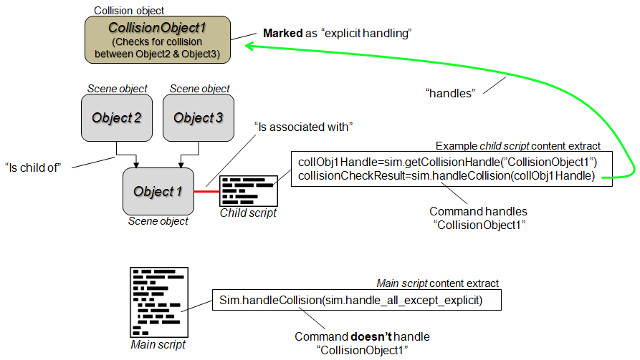 Collision object
CollisionObject1
(Checks for collision
between Object2 & Object3)
Marked as “explicit handling”
Scene object
Scene object
Object 2
Object 3
“handles”
“Is associated with”
“Is child of”
Example child script content extract
collObj1Handle=sim.getCollisionHandle("CollisionObject1")
collisionCheckResult=sim.handleCollision(collObj1Handle)
Object 1
Scene object
Child script
Command handles
“CollisionObject1”
Main script content extract
Sim.handleCollision(sim.handle_all_except_explicit)
Main script
Command doesn’t handle
“CollisionObject1”